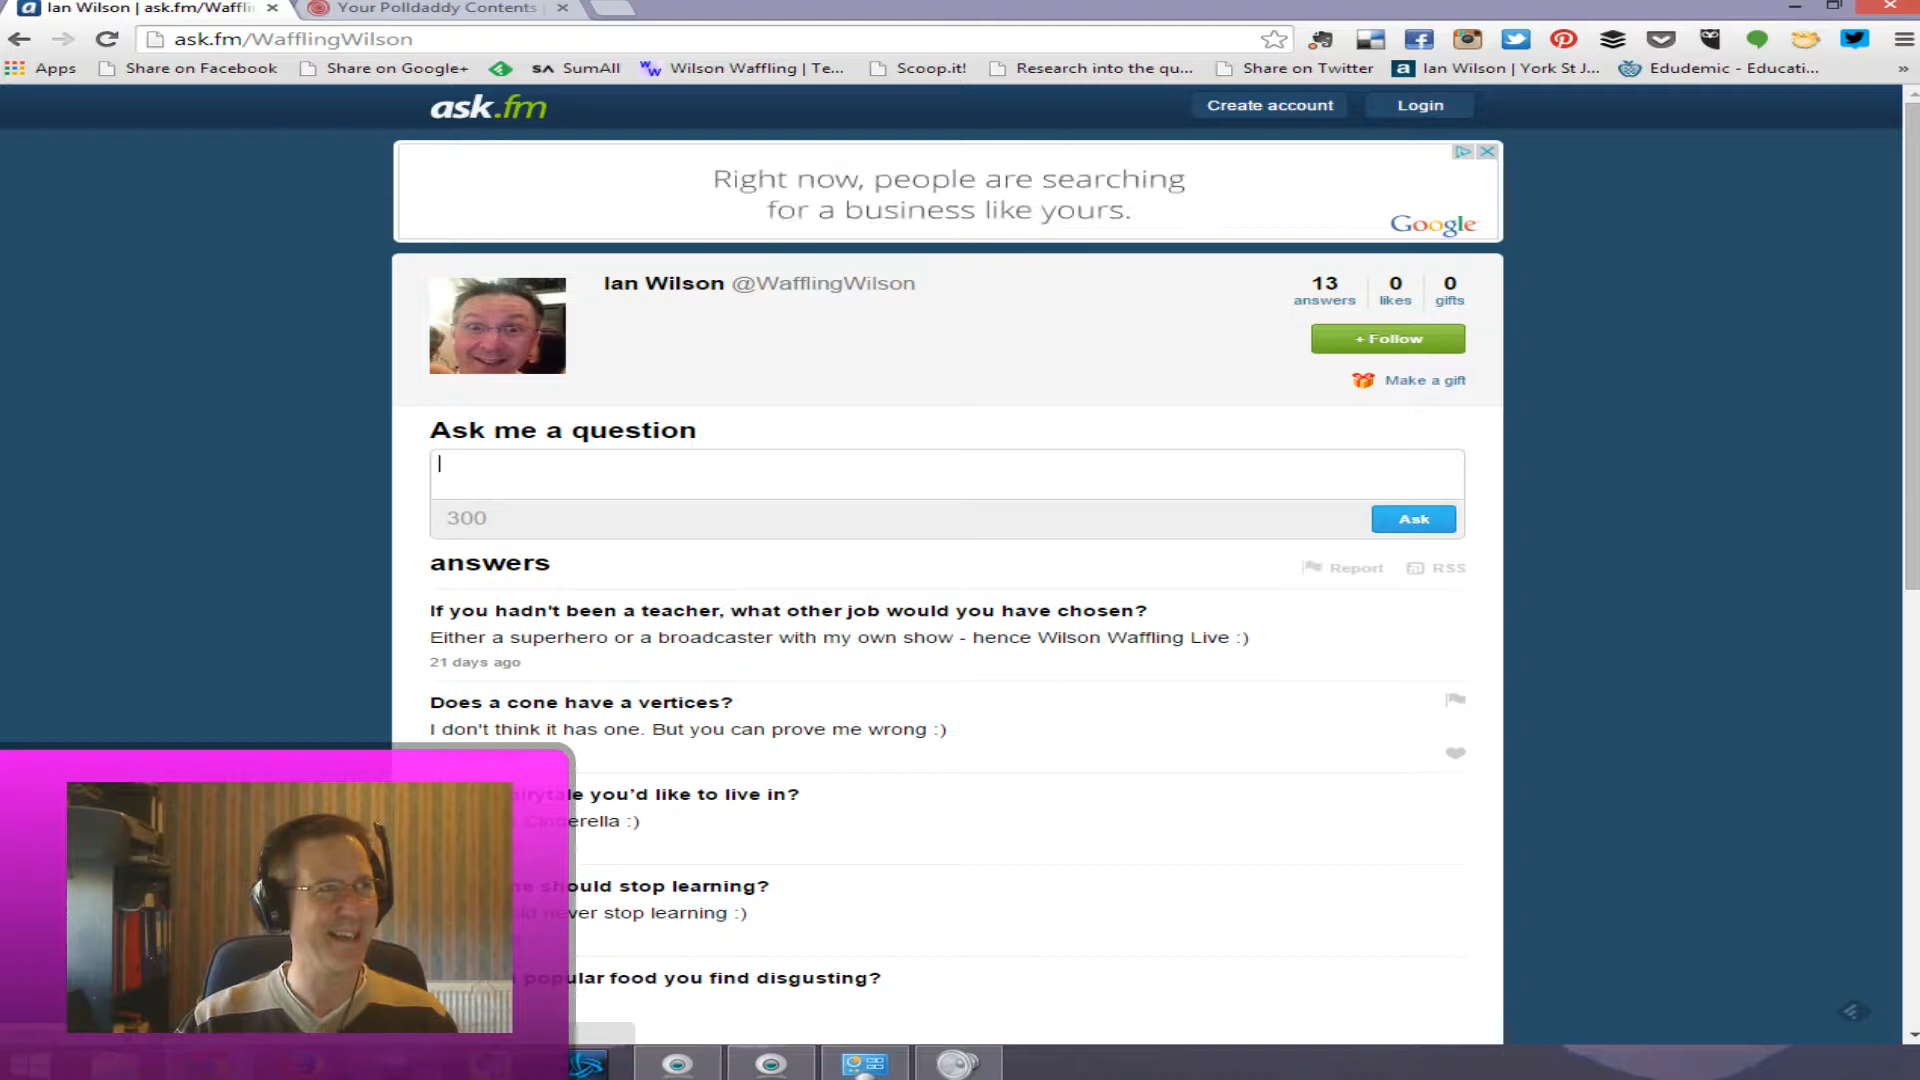 Ian Wilson | ask.fm/Waffli
Your Polldaddy Contents
ask.fm/WafflingWilson
Apps
Share on Facebook
Share on Google+
SumAll
Wilson Waffling | Te...
Scoop.it!
Research into the qu...
Share on Twitter
Ian Wilson | York St J...
Edudemic - Educati...
»
ask.fm
Create account
Login
Right now, people are searching
for a business like yours.
Google
Ian Wilson @WafflingWilson
13 answers
0 likes
0 gifts
+ Follow
Make a gift
Ask me a question
300
Ask
answers
Report
RSS
If you hadn't been a teacher, what other job would you have chosen?
Either a superhero or a broadcaster with my own show - hence Wilson Waffling Live :)
21 days ago
Does a cone have a vertices?
I don't think it has one. But you can prove me wrong :)
you'd like to live in?
Cinderella :)
should stop learning?
never stop learning :)
popular food you find disgusting?